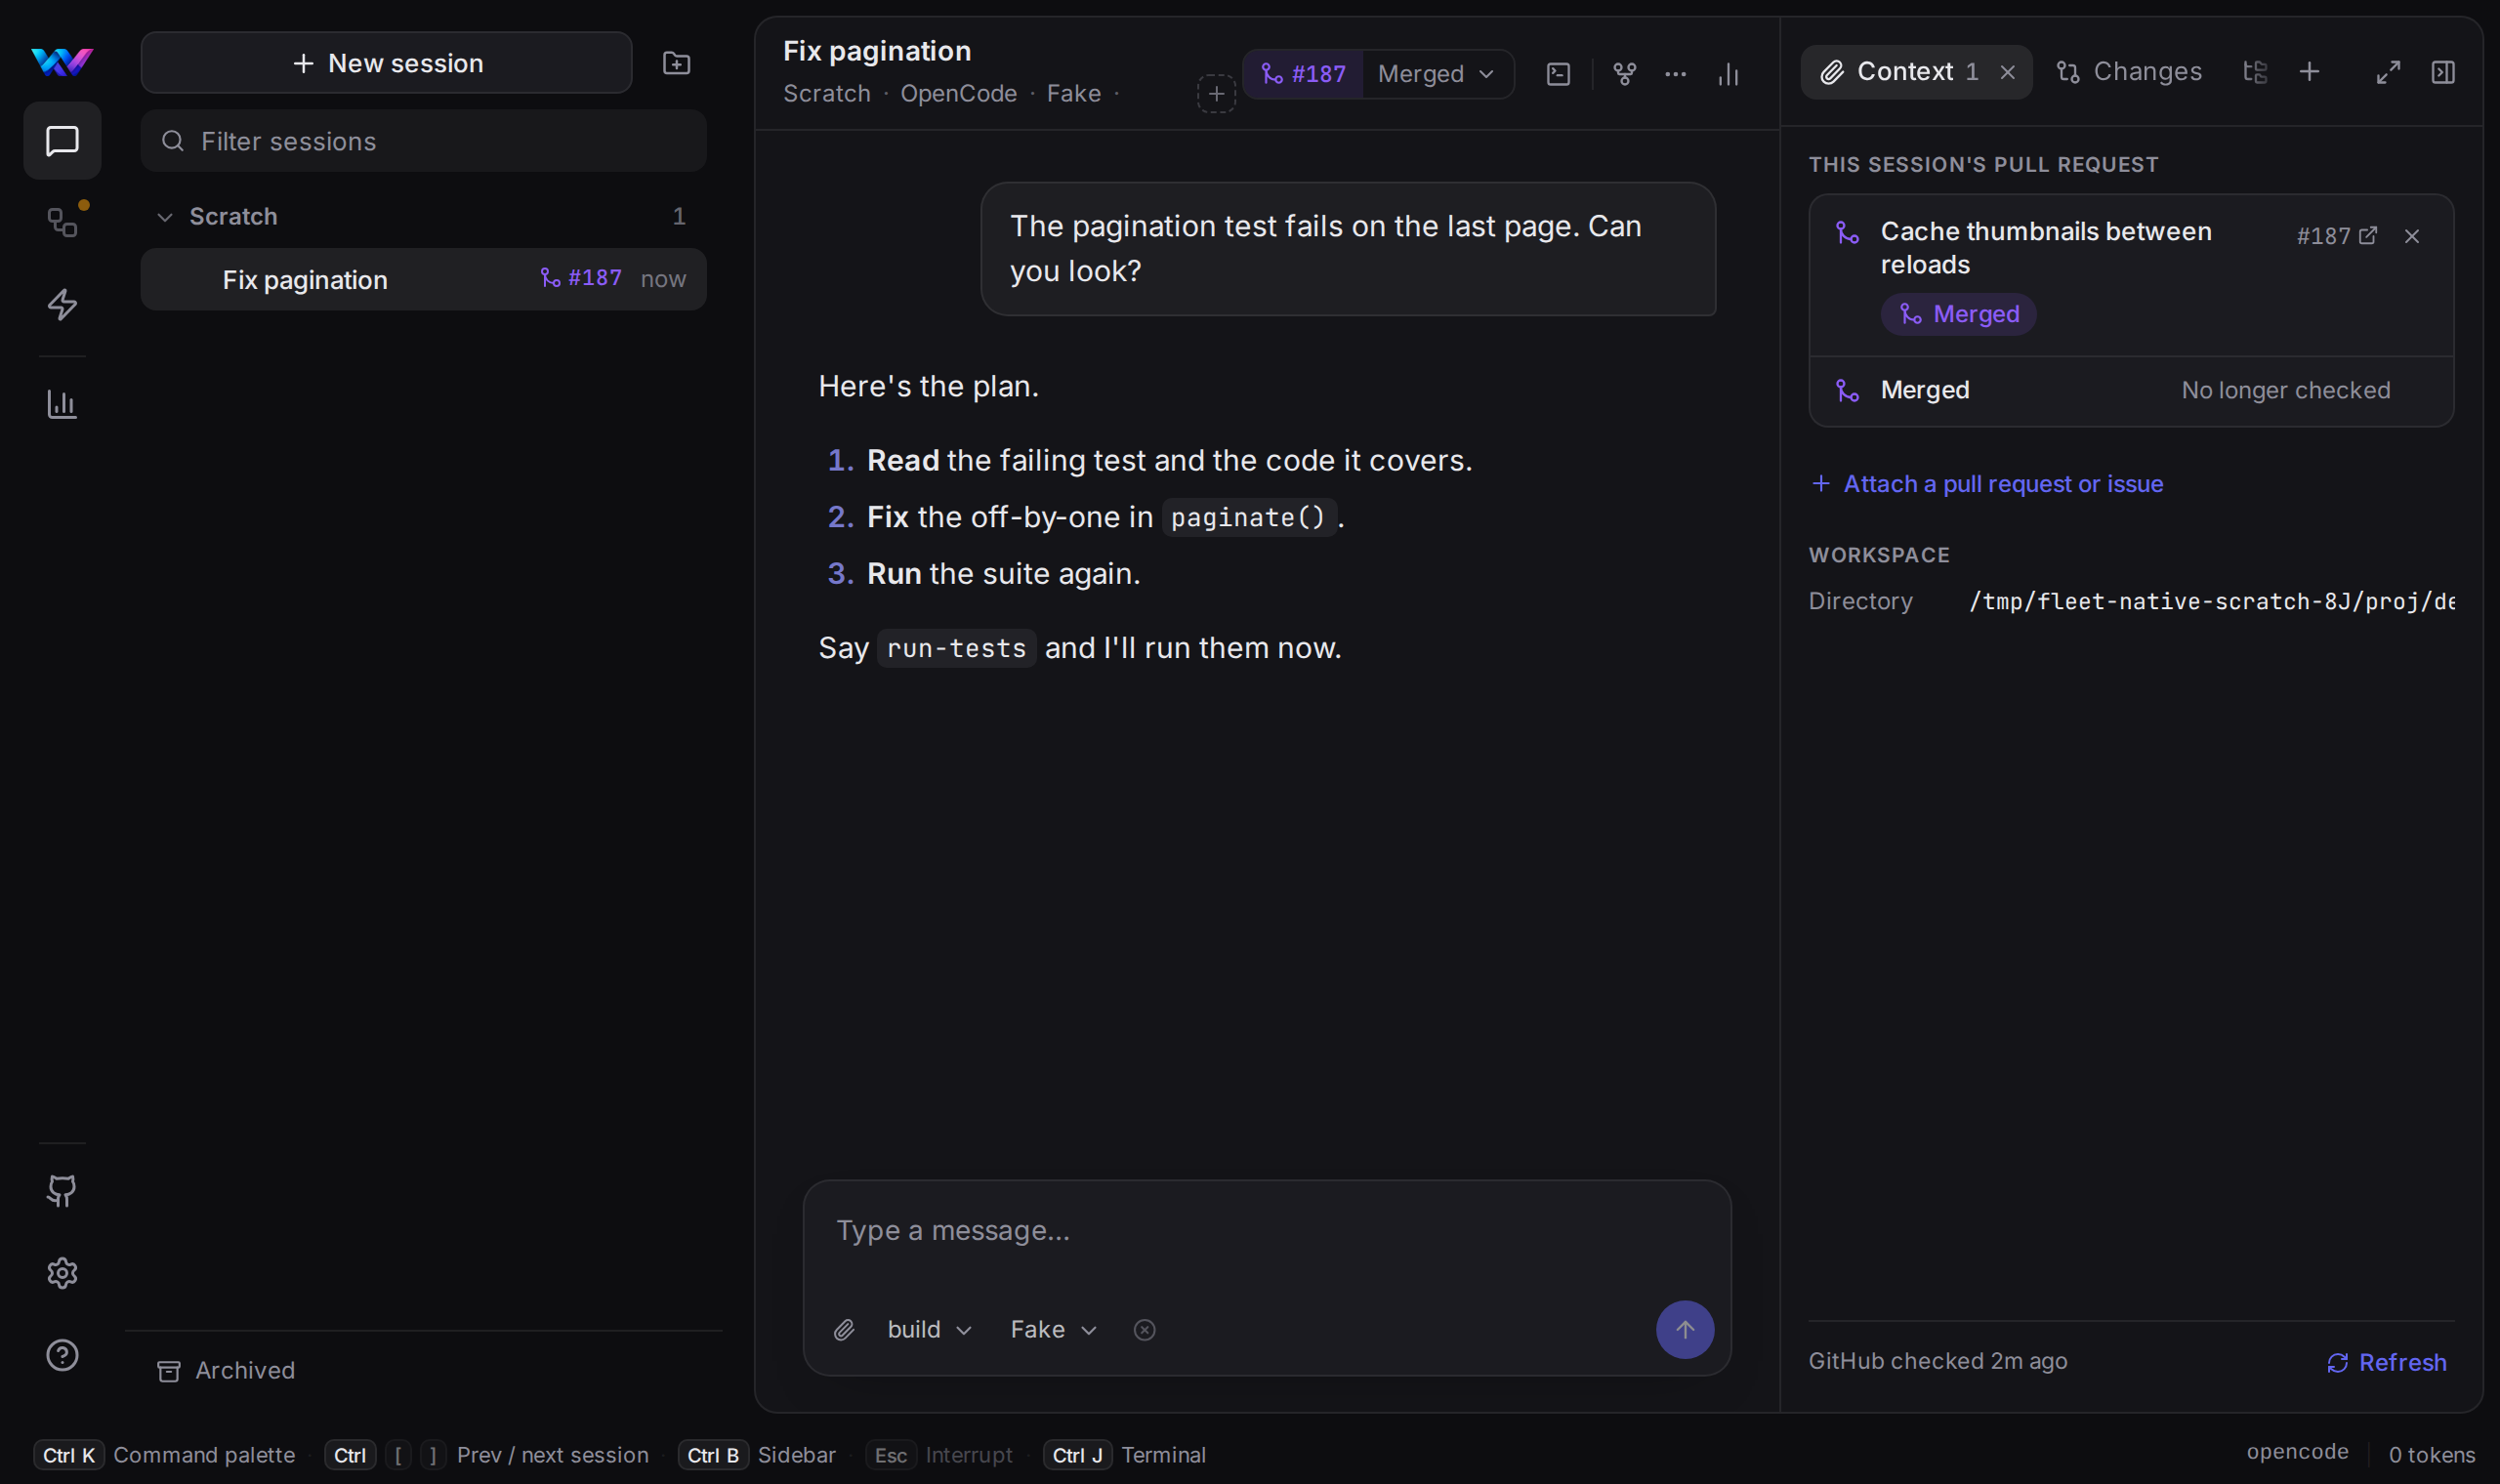 New session
Filter sessions
Scratch 1
Fix pagination #187 now
Archived
Fix pagination
Scratch · OpenCode · Fake ·
#187 Merged
The pagination test fails on the last page. Can
you look?
Here's the plan.
1. Read the failing test and the code it covers.
2. Fix the off-by-one in paginate().
3. Run the suite again.
Say run-tests and I'll run them now.
Type a message...
build Fake
Context 1 Changes
THIS SESSION'S PULL REQUEST
Cache thumbnails between
reloads
#187
Merged
Merged No longer checked
Attach a pull request or issue
WORKSPACE
Directory /tmp/fleet-native-scratch-8J/proj/de
GitHub checked 2m ago Refresh
Ctrl K Command palette · Ctrl [ ] Prev / next session · Ctrl B Sidebar · Esc Interrupt · Ctrl J Terminal
opencode 0 tokens